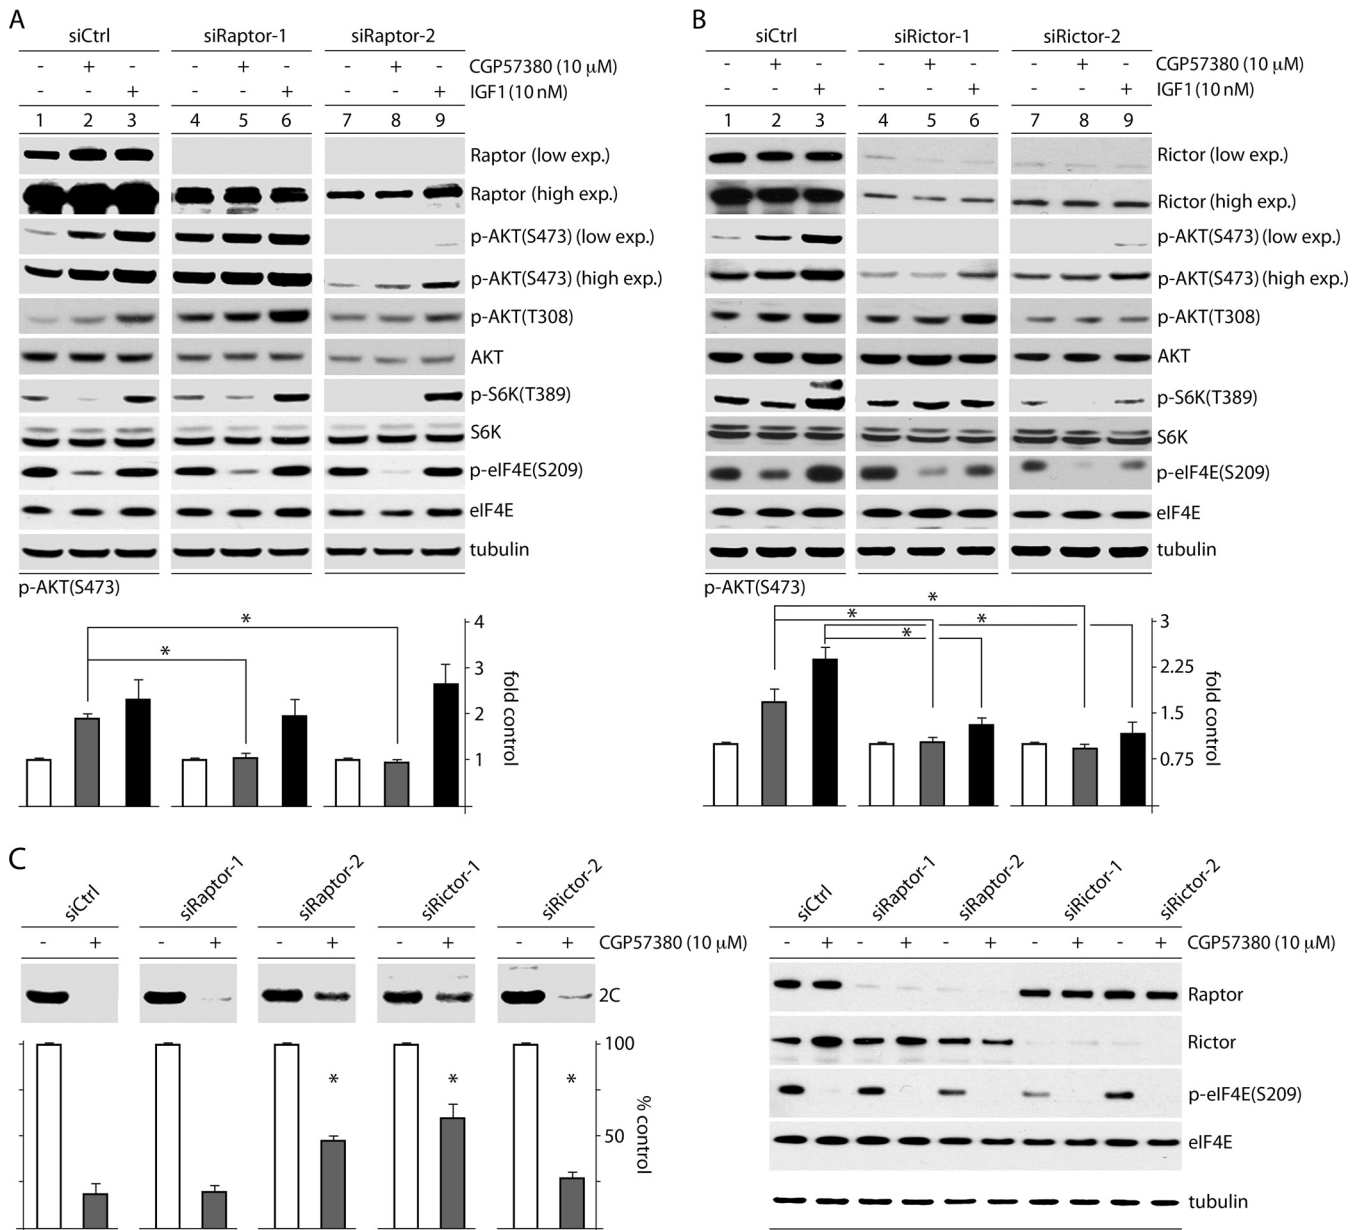 A
siCtrl siRaptor-1 siRaptor-2
- + - - + - - + - CGP57380 (10 μM)
- - + - - + - - + IGF1 (10 nM)
1 2 3 4 5 6 7 8 9
Raptor (low exp.)
Raptor (high exp.)
p-AKT(S473) (low exp.)
p-AKT(S473) (high exp.)
p-AKT(T308)
AKT
p-S6K(T389)
S6K
p-eIF4E(S209)
eIF4E
tubulin
p-AKT(S473)
* *
4
3
2
1
fold control
B
siCtrl siRictor-1 siRictor-2
- + - - + - - + - CGP57380 (10 μM)
- - + - - + - - + IGF1 (10 nM)
1 2 3 4 5 6 7 8 9
Rictor (low exp.)
Rictor (high exp.)
p-AKT(S473) (low exp.)
p-AKT(S473) (high exp.)
p-AKT(T308)
AKT
p-S6K(T389)
S6K
p-eIF4E(S209)
eIF4E
tubulin
p-AKT(S473)
* * * *
3
2.25
1.5
0.75
fold control
C
siCtrl siRaptor-1 siRaptor-2 siRictor-1 siRictor-2
- + - + - + - + - + CGP57380 (10 μM)
2C
* * *
100
50
% control
siCtrl siRaptor-1 siRaptor-2 siRictor-1 siRictor-2
- + - + - + - + - + CGP57380 (10 μM)
Raptor
Rictor
p-eIF4E(S209)
eIF4E
tubulin